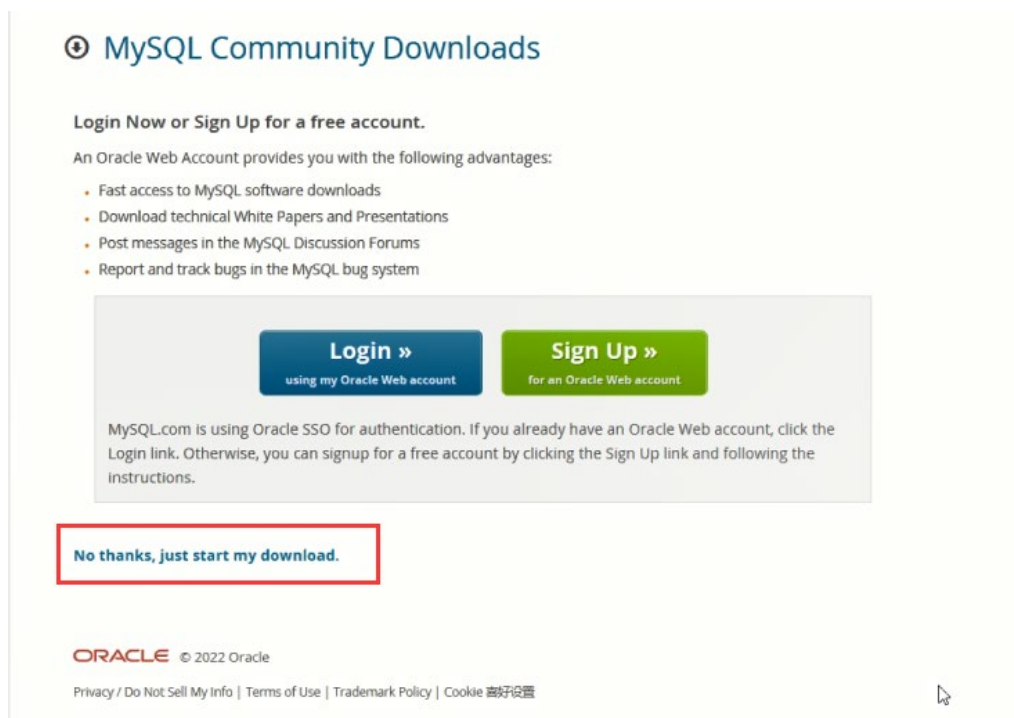 MySQL Community Downloads
Login Now or Sign Up for a free account.
An Oracle Web Account provides you with the following advantages:
Fast access to MySQL software downloads
Download technical White Papers and Presentations
Post messages in the MySQL Discussion Forums
Report and track bugs in the MySQL bug system
Login »
using my Oracle Web account
Sign Up »
for an Oracle Web account
MySQL.com is using Oracle SSO for authentication. If you already have an Oracle Web account, click the
Login link. Otherwise, you can signup for a free account by clicking the Sign Up link and following the
instructions.
No thanks, just start my download.
ORACLE © 2022 Oracle
Privacy / Do Not Sell My Info | Terms of Use | Trademark Policy | Cookie 喜好设置